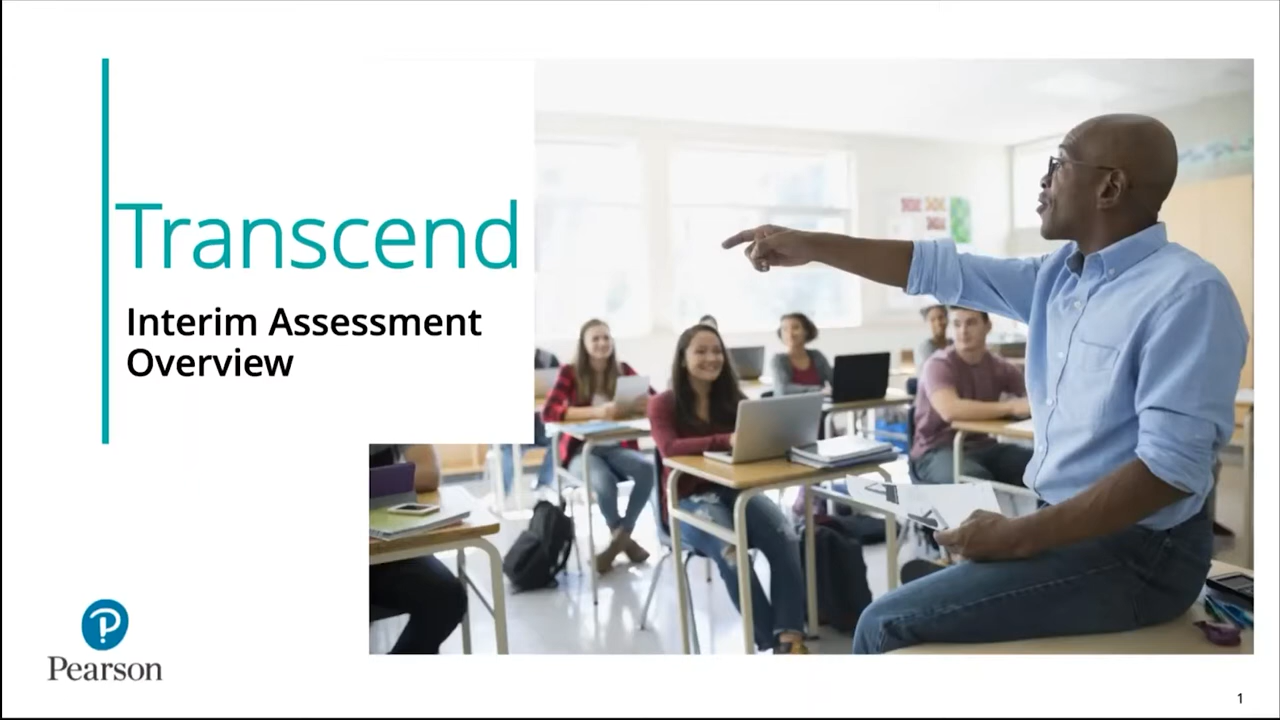 Transcend
Interim Assessment
Overview
Pearson
1